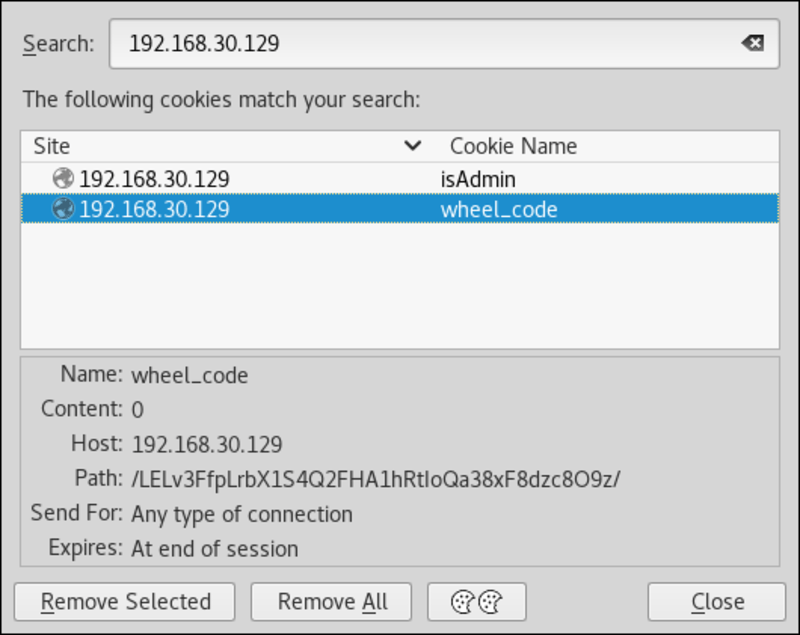 Search: 192.168.30.129
The following cookies match your search:
Site Cookie Name
192.168.30.129 isAdmin
192.168.30.129 wheel_code
Name: wheel_code
Content: 0
Host: 192.168.30.129
Path: /LELv3FfpLrbX1S4Q2FHA1hRtIoQa38xF8dzc8O9z/
Send For: Any type of connection
Expires: At end of session
Remove Selected Remove All Close